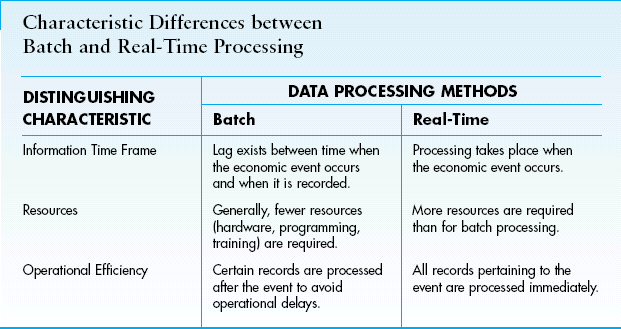 Characteristic Differences between
Batch and Real-Time Processing
DISTINGUISHING
CHARACTERISTIC
DATA PROCESSING METHODS
Batch
Real-Time
Information Time Frame
Lag exists between time when
the economic event occurs
and when it is recorded.
Processing takes place when
the economic event occurs.
Resources
Generally, fewer resources
(hardware, programming,
training) are required.
More resources are required
than for batch processing.
Operational Efficiency
Certain records are processed
after the event to avoid
operational delays.
All records pertaining to the
event are processed immediately.